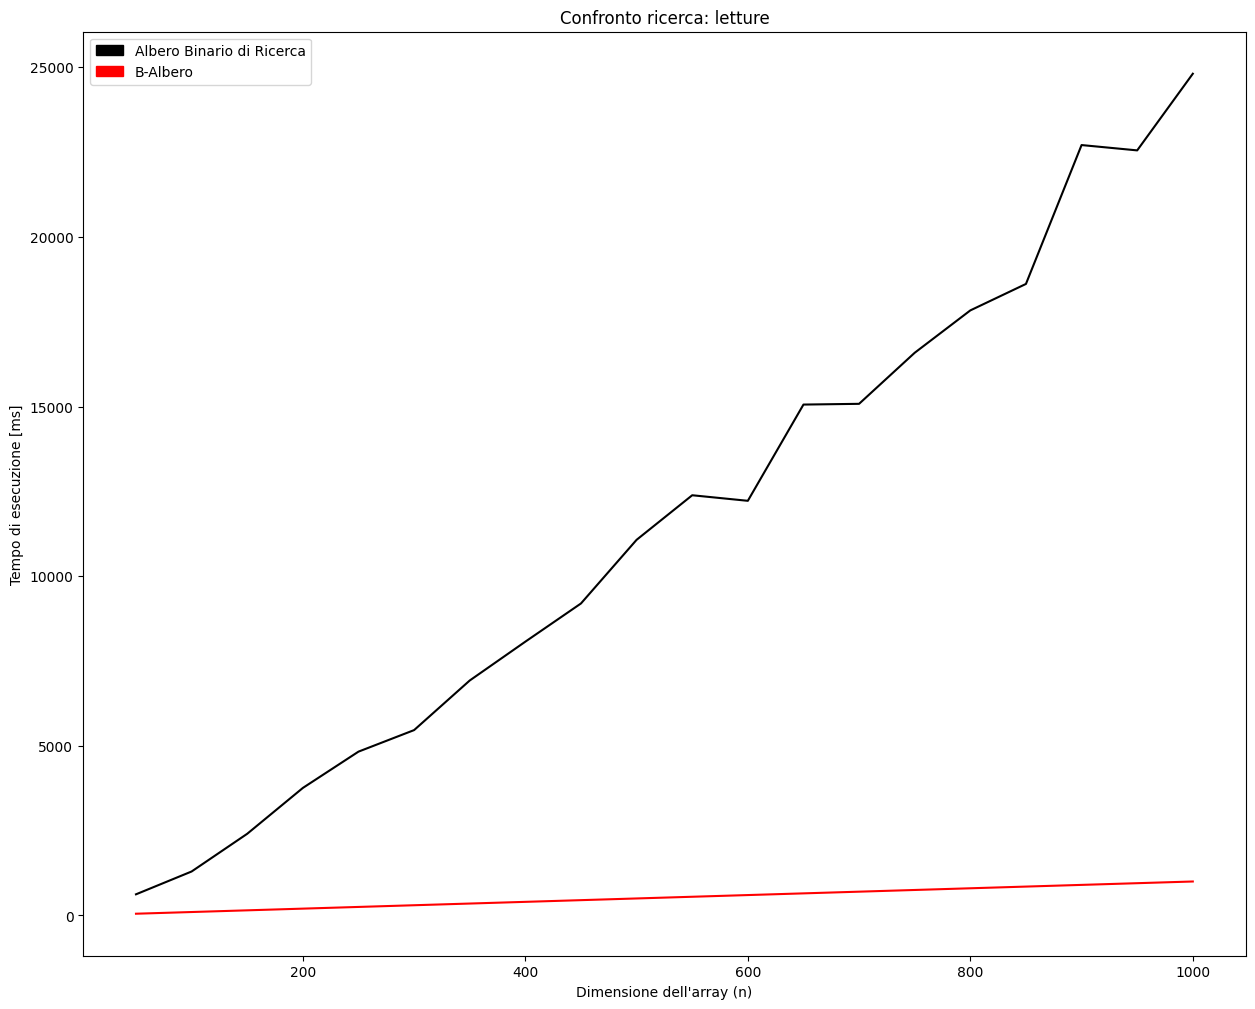 Confronto ricerca: letture
Albero Binario di Ricerca
B-Albero
25000
20000
15000
10000
5000
0
Tempo di esecuzione [ms]
200 400 600 800 1000
Dimensione dell'array (n)